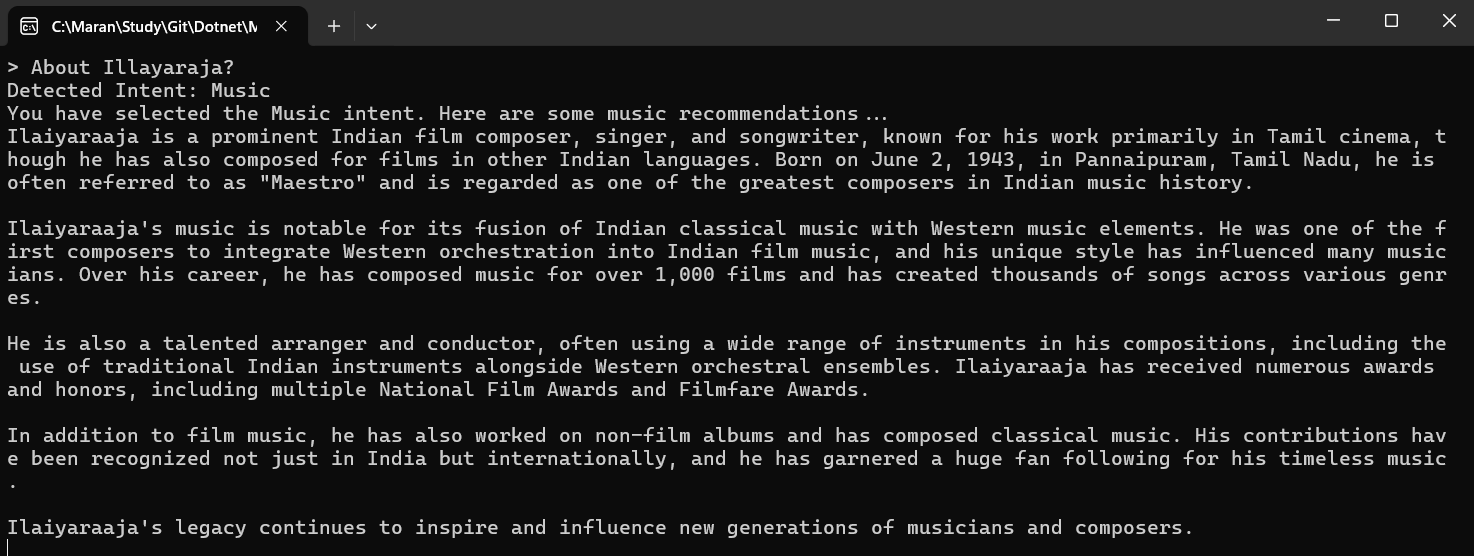 C:\Maran\Study\Git\Dotnet\M
> About Illayaraja?
Detected Intent: Music
You have selected the Music intent. Here are some music recommendations...
Ilaiyaraaja is a prominent Indian film composer, singer, and songwriter, known for his work primarily in Tamil cinema, t
hough he has also composed for films in other Indian languages. Born on June 2, 1943, in Pannaipuram, Tamil Nadu, he is
often referred to as "Maestro" and is regarded as one of the greatest composers in Indian music history.
Ilaiyaraaja's music is notable for its fusion of Indian classical music with Western music elements. He was one of the f
irst composers to integrate Western orchestration into Indian film music, and his unique style has influenced many music
ians. Over his career, he has composed music for over 1,000 films and has created thousands of songs across various genr
es.
He is also a talented arranger and conductor, often using a wide range of instruments in his compositions, including the
use of traditional Indian instruments alongside Western orchestral ensembles. Ilaiyaraaja has received numerous awards
and honors, including multiple National Film Awards and Filmfare Awards.
In addition to film music, he has also worked on non-film albums and has composed classical music. His contributions hav
e been recognized not just in India but internationally, and he has garnered a huge fan following for his timeless music
.
Ilaiyaraaja's legacy continues to inspire and influence new generations of musicians and composers.